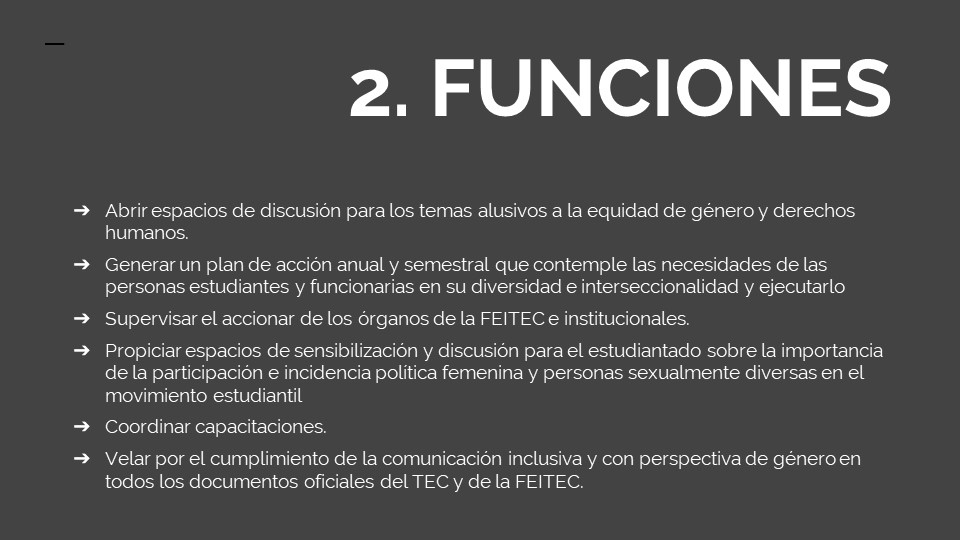 2. FUNCIONES
➔ Abrir espacios de discusión para los temas alusivos a la equidad de género y derechos
humanos.
➔ Generar un plan de acción anual y semestral que contemple las necesidades de las
personas estudiantes y funcionarias en su diversidad e interseccionalidad y ejecutarlo
➔ Supervisar el accionar de los órganos de la FEITEC e institucionales.
➔ Propiciar espacios de sensibilización y discusión para el estudiantado sobre la importancia
de la participación e incidencia política femenina y personas sexualmente diversas en el
movimiento estudiantil
➔ Coordinar capacitaciones.
➔ Velar por el cumplimiento de la comunicación inclusiva y con perspectiva de género en
todos los documentos oficiales del TEC y de la FEITEC.